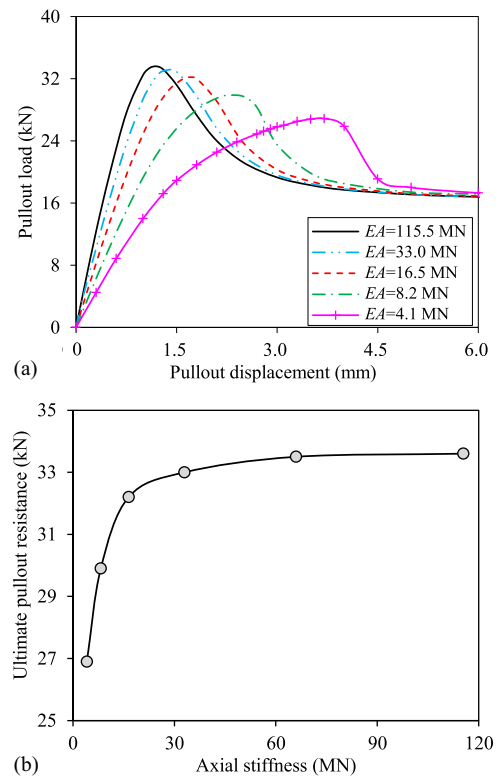 40
32
24
16
8
0
Pullout load (kN)
EA=115.5 MN
EA=33.0 MN
EA=16.5 MN
EA=8.2 MN
EA=4.1 MN
0 1.5 3.0 4.5 6.0
(a) Pullout displacement (mm)
35
33
31
29
27
25
Ultimate pullout resistance (kN)
0 30 60 90 120
(b) Axial stiffness (MN)